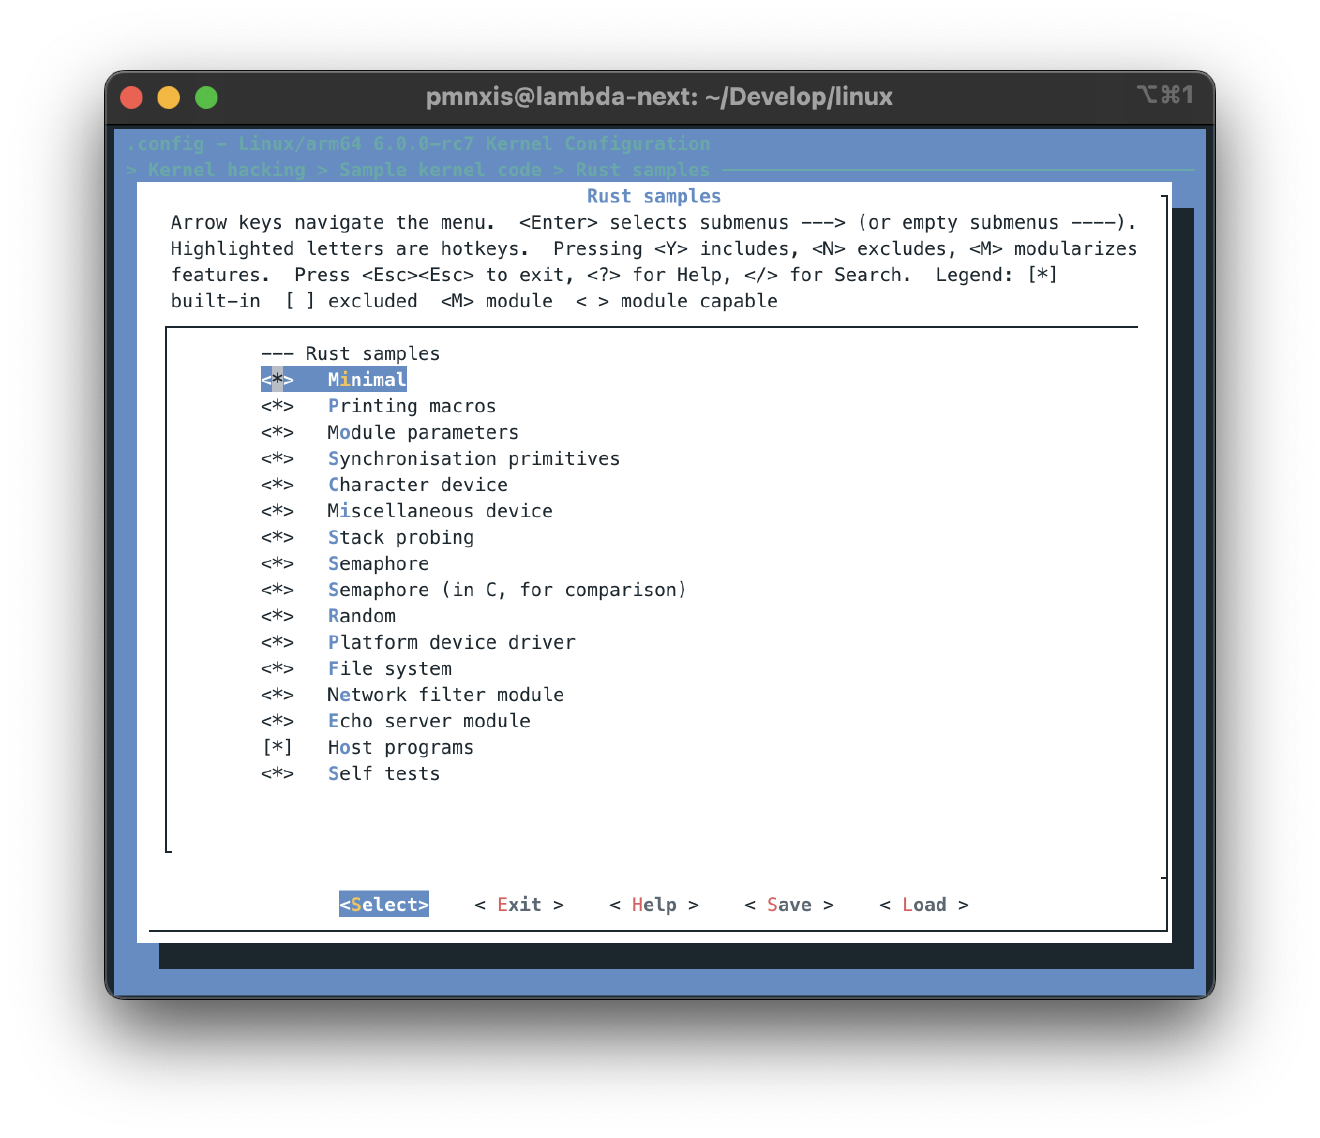 pmnxis@lambda-next: ~/Develop/linux
⌥⌘1
.config - Linux/arm64 6.0.0-rc7 Kernel Configuration
> Kernel hacking > Sample kernel code > Rust samples
Rust samples
Arrow keys navigate the menu.  <Enter> selects submenus ---> (or empty submenus ----).
Highlighted letters are hotkeys.  Pressing <Y> includes, <N> excludes, <M> modularizes
features.  Press <Esc><Esc> to exit, <?> for Help, </> for Search.  Legend: [*]
built-in  [ ] excluded  <M> module  < > module capable
--- Rust samples
<*>   Minimal
<*>   Printing macros
<*>   Module parameters
<*>   Synchronisation primitives
<*>   Character device
<*>   Miscellaneous device
<*>   Stack probing
<*>   Semaphore
<*>   Semaphore (in C, for comparison)
<*>   Random
<*>   Platform device driver
<*>   File system
<*>   Network filter module
<*>   Echo server module
[*]   Host programs
<*>   Self tests
<Select>    < Exit >    < Help >    < Save >    < Load >